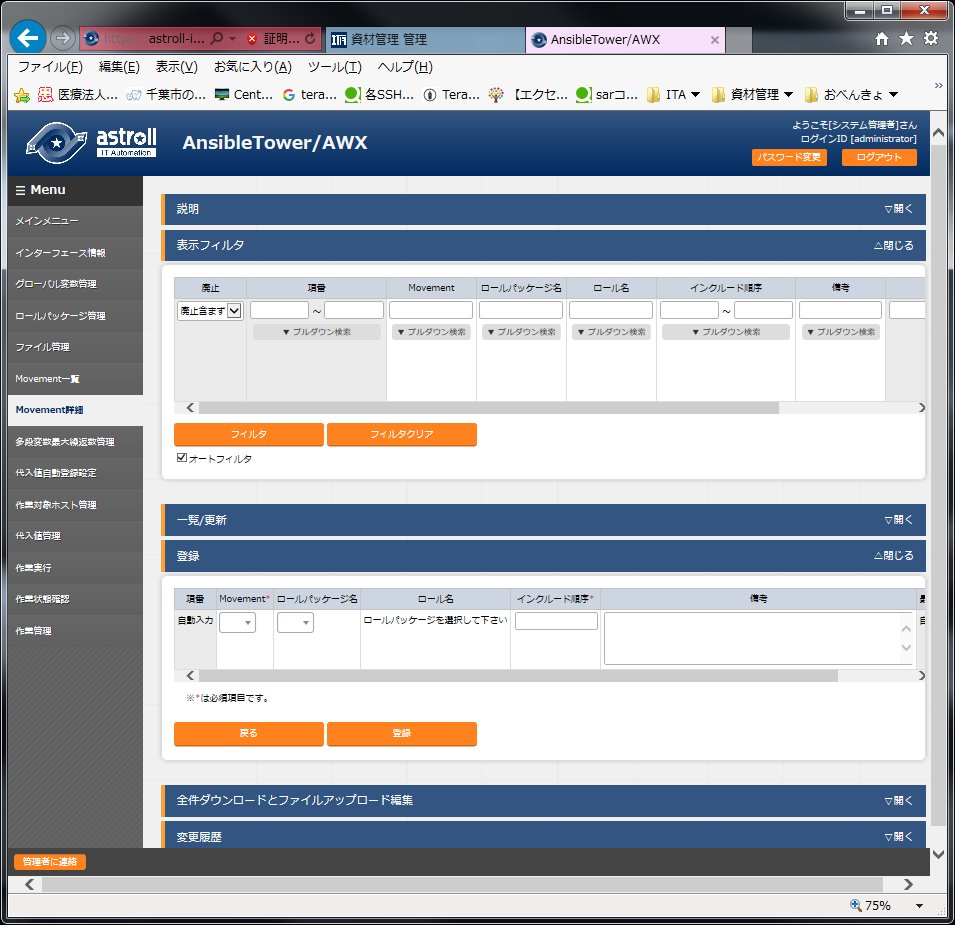 https astroll-i... 証明... 資材管理 管理 AnsibleTower/AWX
ファイル(F) 編集(E) 表示(V) お気に入り(A) ツール(T) ヘルプ(H)
医療法人... 千葉市の... Cent... tera... 各SSH... Tera... 【エクセ... sarコ... ITA 資材管理 おべんきょ
astroll
IT Automation
AnsibleTower/AWX
ようこそ[システム管理者]さん
ログインID [administrator]
パスワード変更 ログアウト
Menu
メインメニュー
インターフェース情報
グローバル変数管理
ロールパッケージ管理
ファイル管理
Movement一覧
Movement詳細
多段変数最大繰返数管理
代入値自動登録設定
作業対象ホスト管理
代入値管理
作業実行
作業状態確認
作業管理
説明 ▽開く
表示フィルタ △閉じる
廃止 項番 Movement ロールパッケージ名 ロール名 インクルード順序 備考
廃止含まず ～ ～
▼プルダウン検索 ▼プルダウン検索 ▼プルダウン検索 ▼プルダウン検索 ▼プルダウン検索 ▼プルダウン検索
フィルタ フィルタクリア
オートフィルタ
一覧/更新 ▽開く
登録 △閉じる
項番 Movement* ロールパッケージ名 ロール名 インクルード順序* 備考
自動入力 ロールパッケージを選択して下さい
※*は必須項目です。
戻る 登録
全件ダウンロードとファイルアップロード編集 ▽開く
変更履歴 ▽開く
管理者に連絡
75%